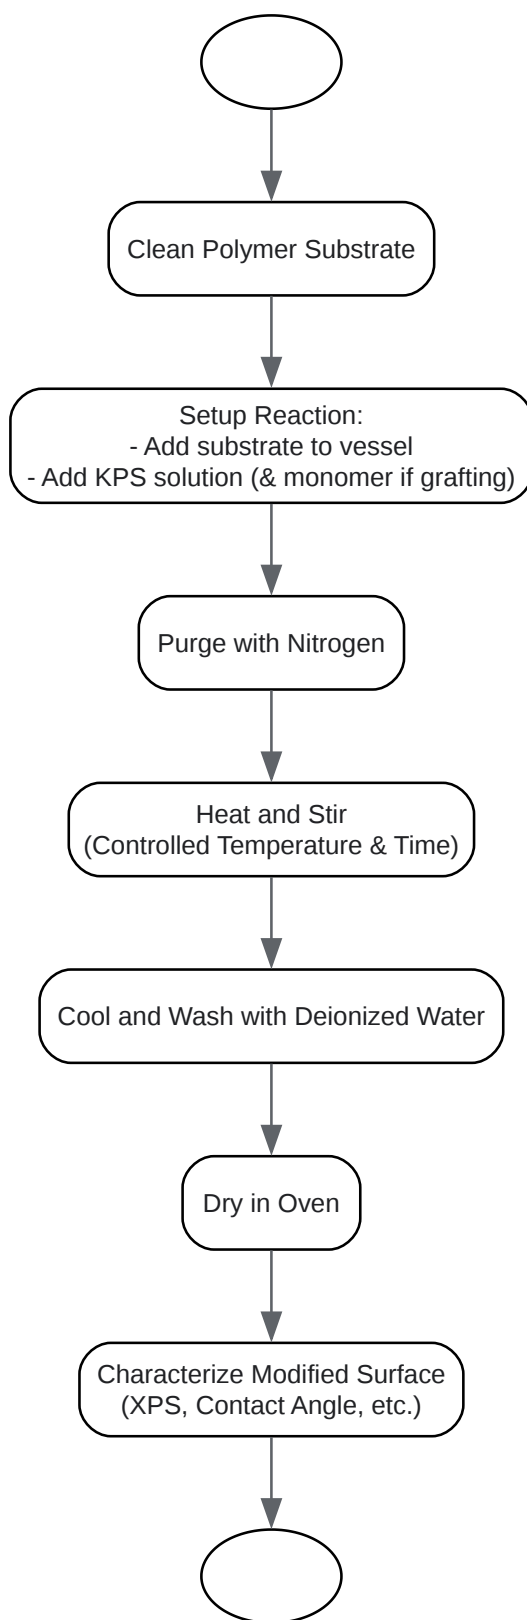 Clean Polymer Substrate
Setup Reaction:
- Add substrate to vessel
- Add KPS solution (& monomer if grafting)
Purge with Nitrogen
Heat and Stir
(Controlled Temperature & Time)
Cool and Wash with Deionized Water
Dry in Oven
Characterize Modified Surface
(XPS, Contact Angle, etc.)